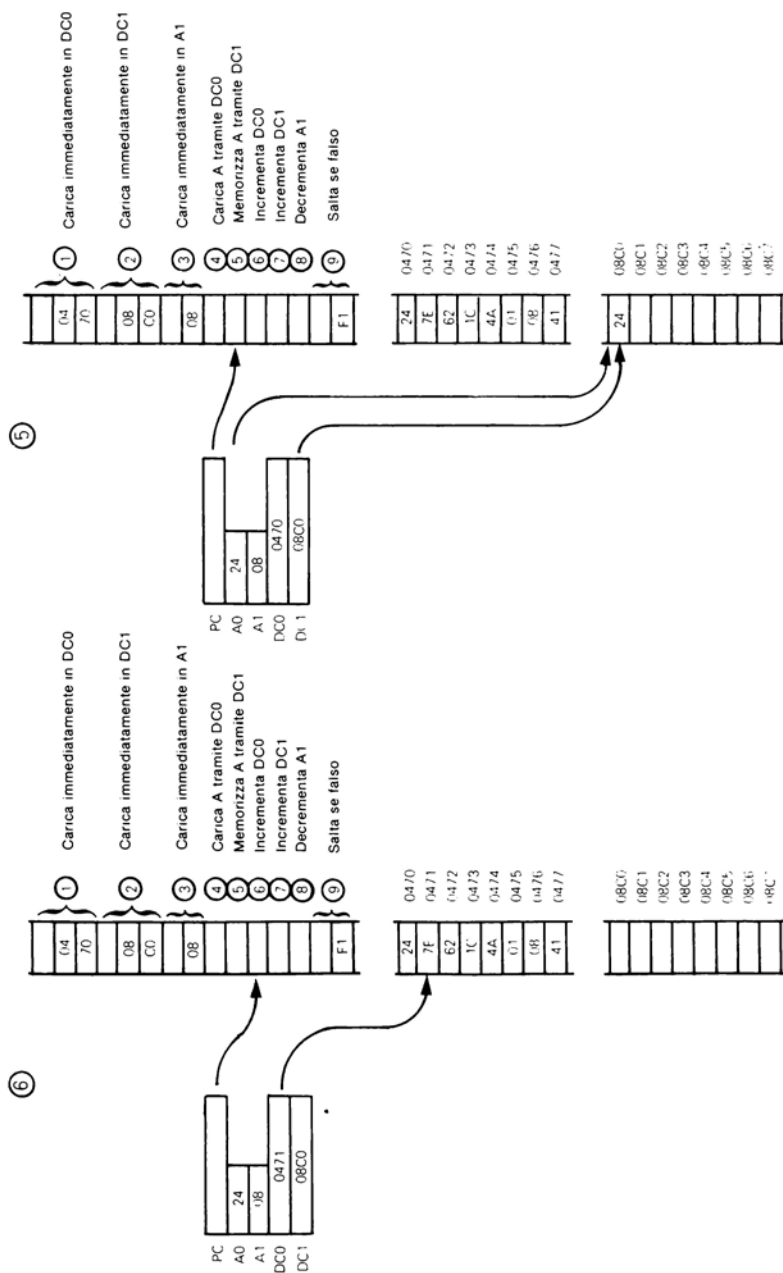 ⑤
PC
A0 24
A1 08
DC0 0470
DC1 08C0
04
70
① Carica immediatamente in DC0
08
C0
② Carica immediatamente in DC1
08
③ Carica immediatamente in A1
④ Carica A tramite DC0
⑤ Memorizza A tramite DC1
⑥ Incrementa DC0
⑦ Incrementa DC1
⑧ Decrementa A1
F1
⑨ Salta se falso
24 0470
7E 0471
62 0472
1C 0473
4A 0474
01 0475
08 0476
41 0477
24 08C0
08C1
08C2
08C3
08C4
08C5
08C6
08C7
⑥
PC
A0 24
A1 08
DC0 0471
DC1 08C0
04
70
① Carica immediatamente in DC0
08
C0
② Carica immediatamente in DC1
08
③ Carica immediatamente in A1
④ Carica A tramite DC0
⑤ Memorizza A tramite DC1
⑥ Incrementa DC0
⑦ Incrementa DC1
⑧ Decrementa A1
F1
⑨ Salta se falso
24 0470
7E 0471
62 0472
1C 0473
4A 0474
01 0475
08 0476
41 0477
08C0
08C1
08C2
08C3
08C4
08C5
08C6
08C7